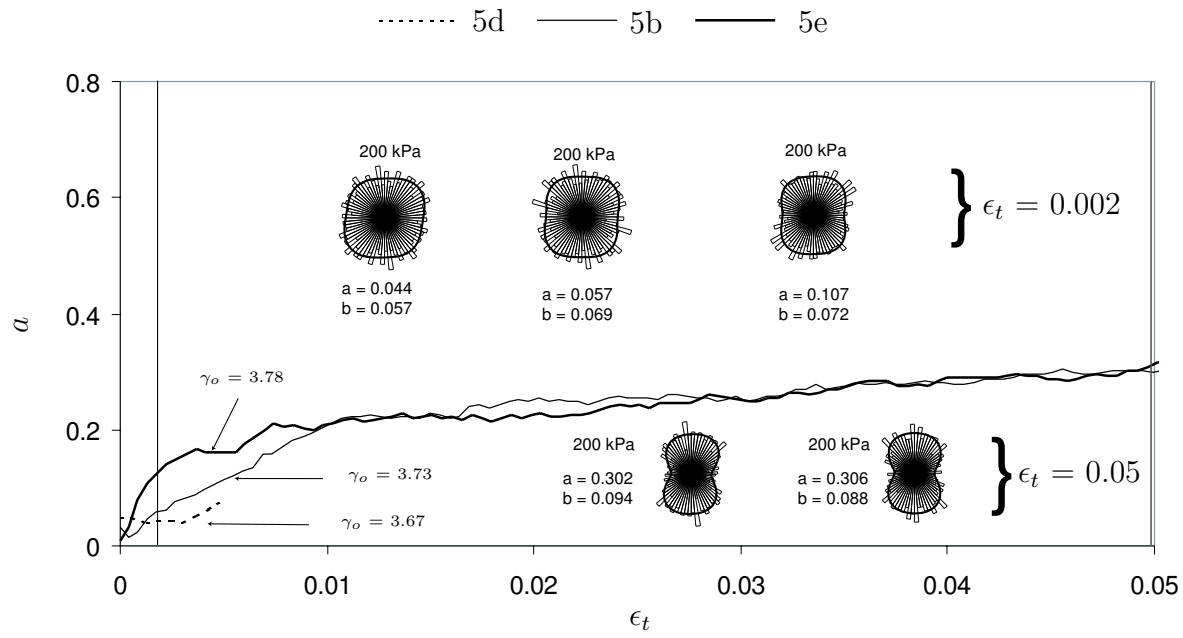 5d 5b 5e
0.8
0.6
0.4
0.2
0
a
200 kPa 200 kPa 200 kPa
ϵt = 0.002
a = 0.044
b = 0.057
a = 0.057
b = 0.069
a = 0.107
b = 0.072
γo = 3.78
γo = 3.73
γo = 3.67
200 kPa
a = 0.302
b = 0.094
200 kPa
a = 0.306
b = 0.088
ϵt = 0.05
0 0.01 0.02 0.03 0.04 0.05
ϵt